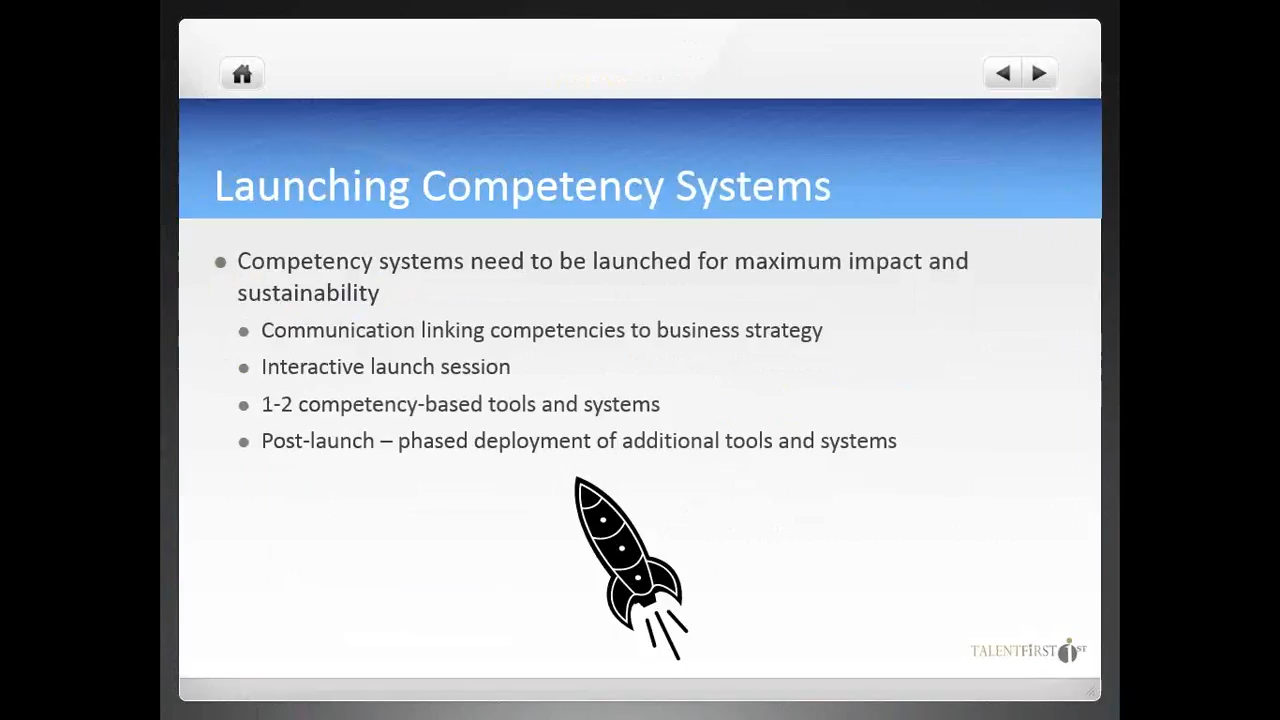 Launching Competency Systems
Competency systems need to be launched for maximum impact and
sustainability
Communication linking competencies to business strategy
Interactive launch session
1-2 competency-based tools and systems
Post-launch – phased deployment of additional tools and systems
TALENTFiRST 1ST